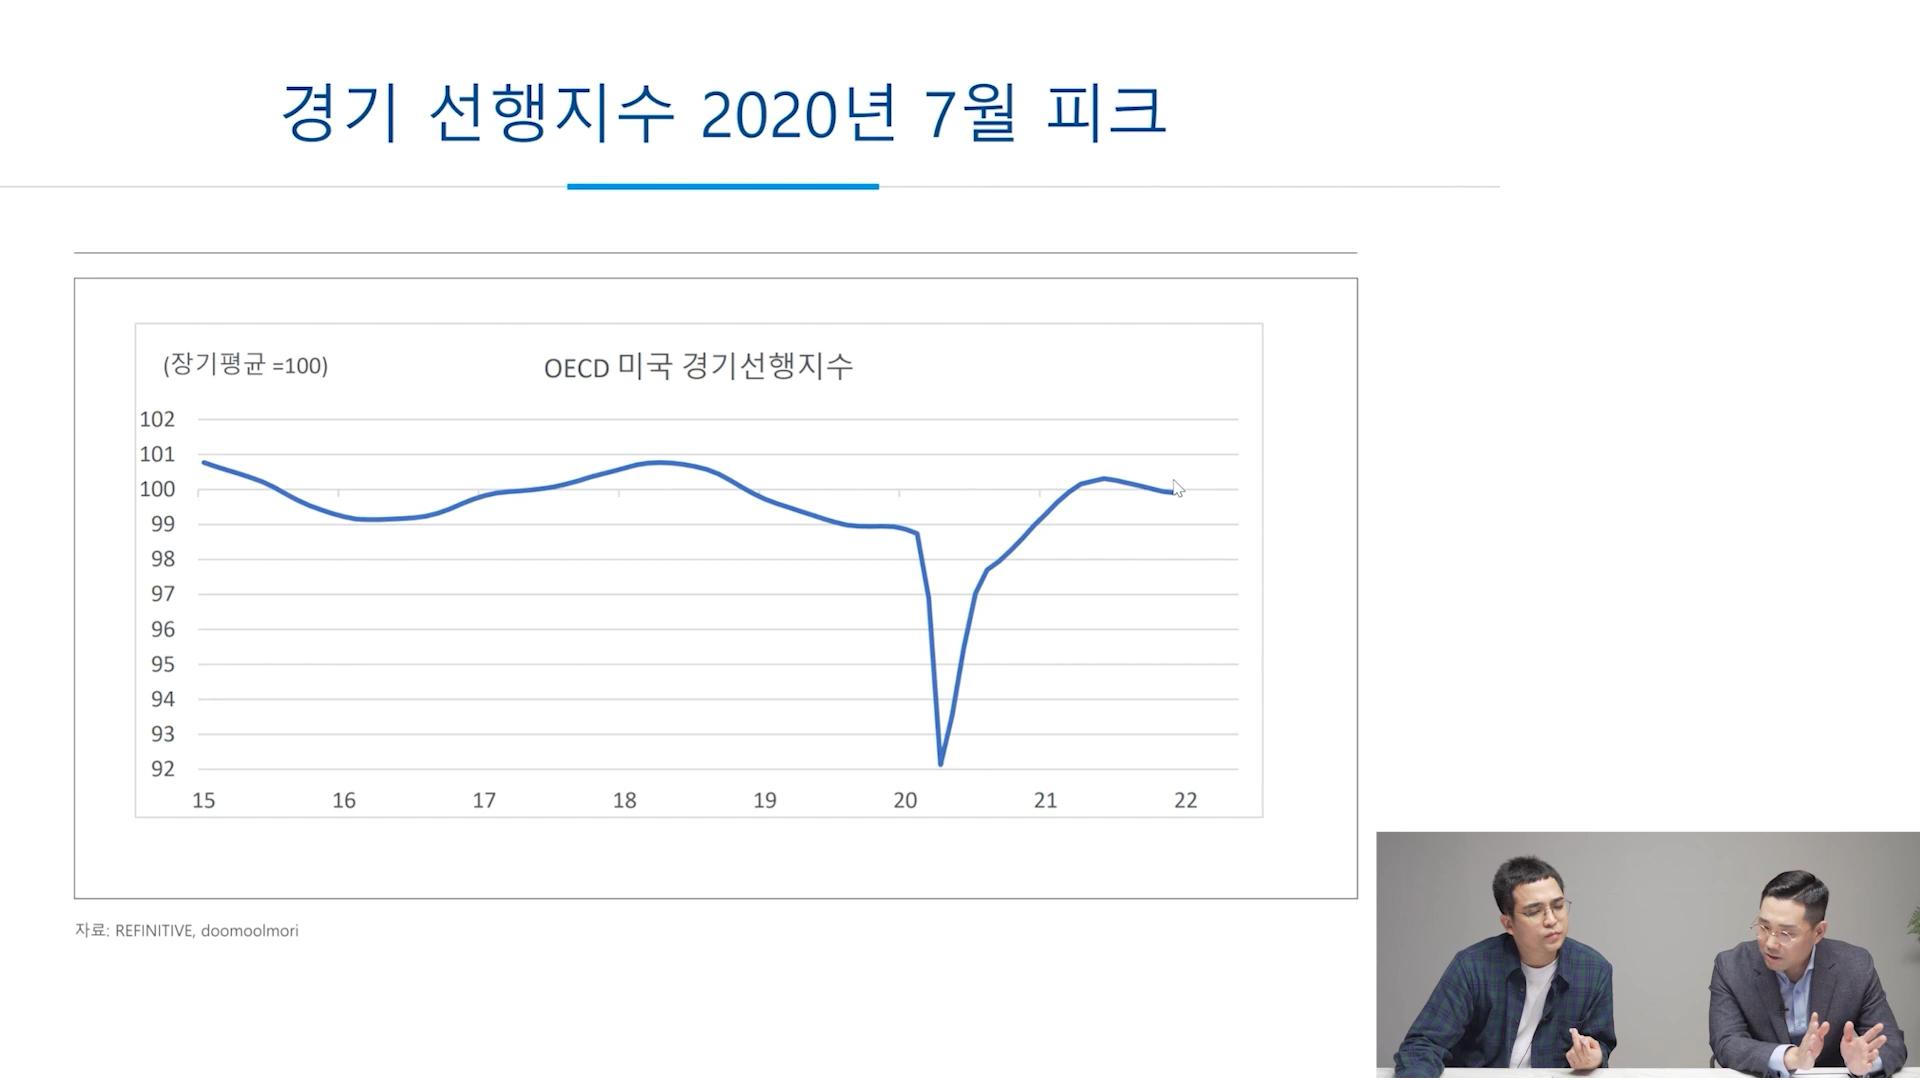 경기 선행지수 2020년 7월 피크
(장기평균 =100)
OECD 미국 경기선행지수
102
101
100
99
98
97
96
95
94
93
92
15 16 17 18 19 20 21 22
자료: REFINITIVE, doomoolmori